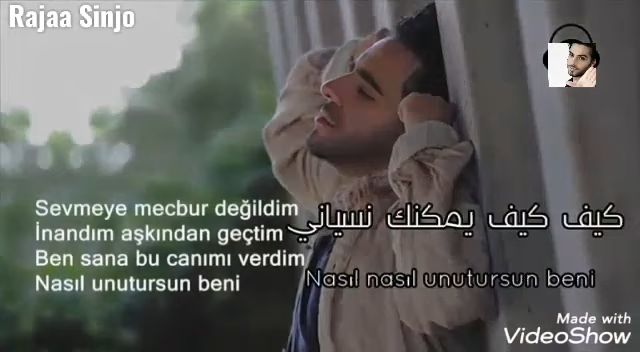 Rajaa Sinjo
Sevmeye mecbur değildim
İnandım aşkından geçtim
Ben sana bu canımı verdim
Nasıl unutursun beni
كيف كيف يمكنك نسياني
Nasıl nasıl unutursun beni
Made with
VideoShow